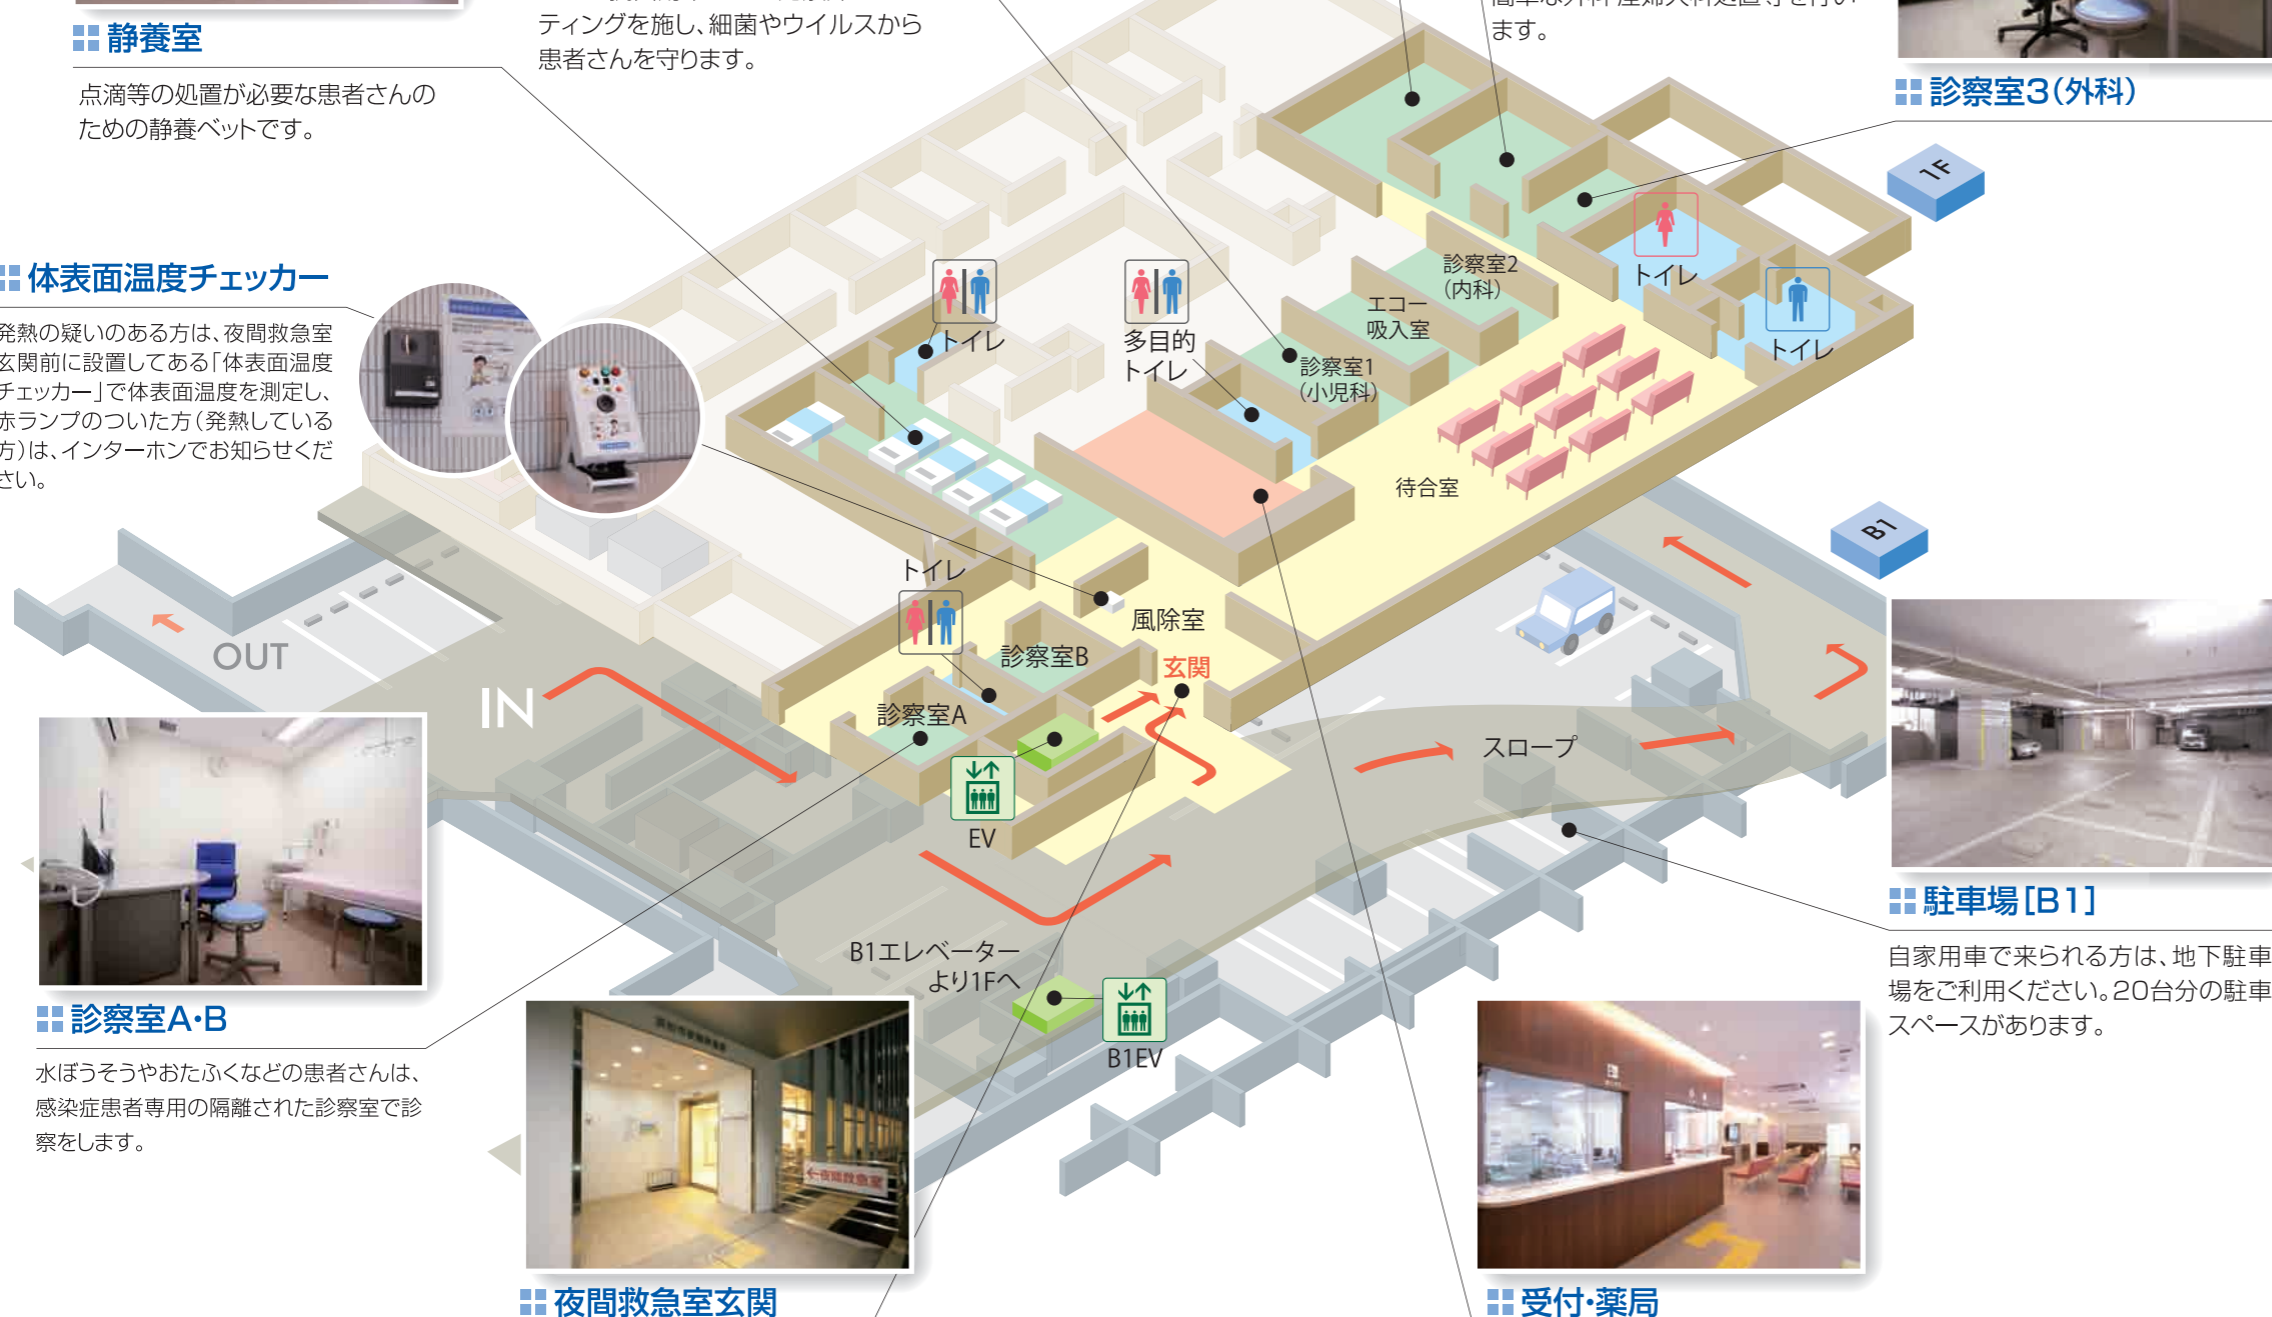 静養室
点滴等の処置が必要な患者さんの
ための静養ベットです。
ティングを施し、細菌やウイルスから
患者さんを守ります。
ます。
診察室3(外科)
1F
体表面温度チェッカー
発熱の疑いのある方は、夜間救急室
玄関前に設置してある「体表面温度
チェッカー」で体表面温度を測定し、
赤ランプのついた方(発熱している
方)は、インターホンでお知らせくだ
さい。
トイレ
多目的
トイレ
診察室1
(小児科)
エコー
吸入室
診察室2
(内科)
トイレ
トイレ
待合室
B1
トイレ
風除室
玄関
診察室B
診察室A
EV
OUT
IN
スロープ
B1エレベーター
より1Fへ
B1EV
診察室A・B
水ぼうそうやおたふくなどの患者さんは、
感染症患者専用の隔離された診察室で診
察をします。
←夜間救急室
夜間救急室玄関
受付・薬局
駐車場[B1]
自家用車で来られる方は、地下駐車
場をご利用ください。20台分の駐車
スペースがあります。